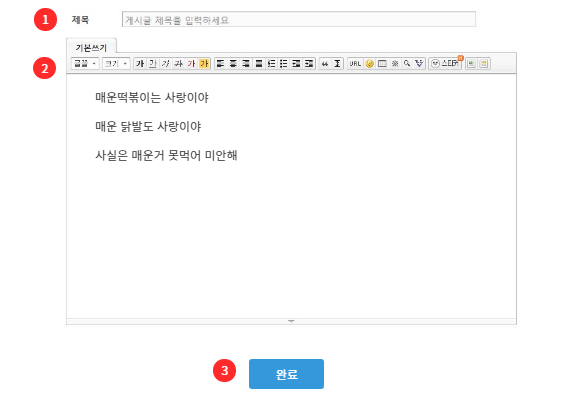 1 제목 게시글 제목을 입력하세요
기본쓰기
2 글꼴 크기 가 가 가 가 가 가 URL 스티커
매운떡볶이는 사랑이야
매운 닭발도 사랑이야
사실은 매운거 못먹어 미안해
3 완료